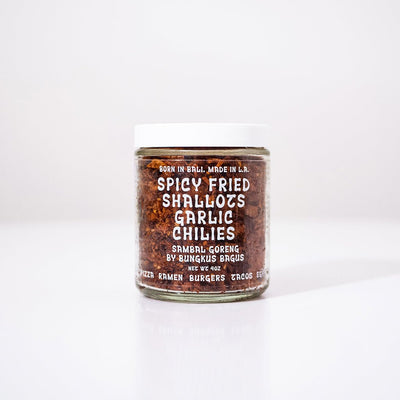 BORN IN BALI, MADE IN L.A.
SPICY FRIED
SHALLOTS
GARLIC
CHILIES
SAMBAL GORENG
BY BUNGKUS BAGUS
NET WT 4OZ
PIZZA RAMEN BURGERS TACOS